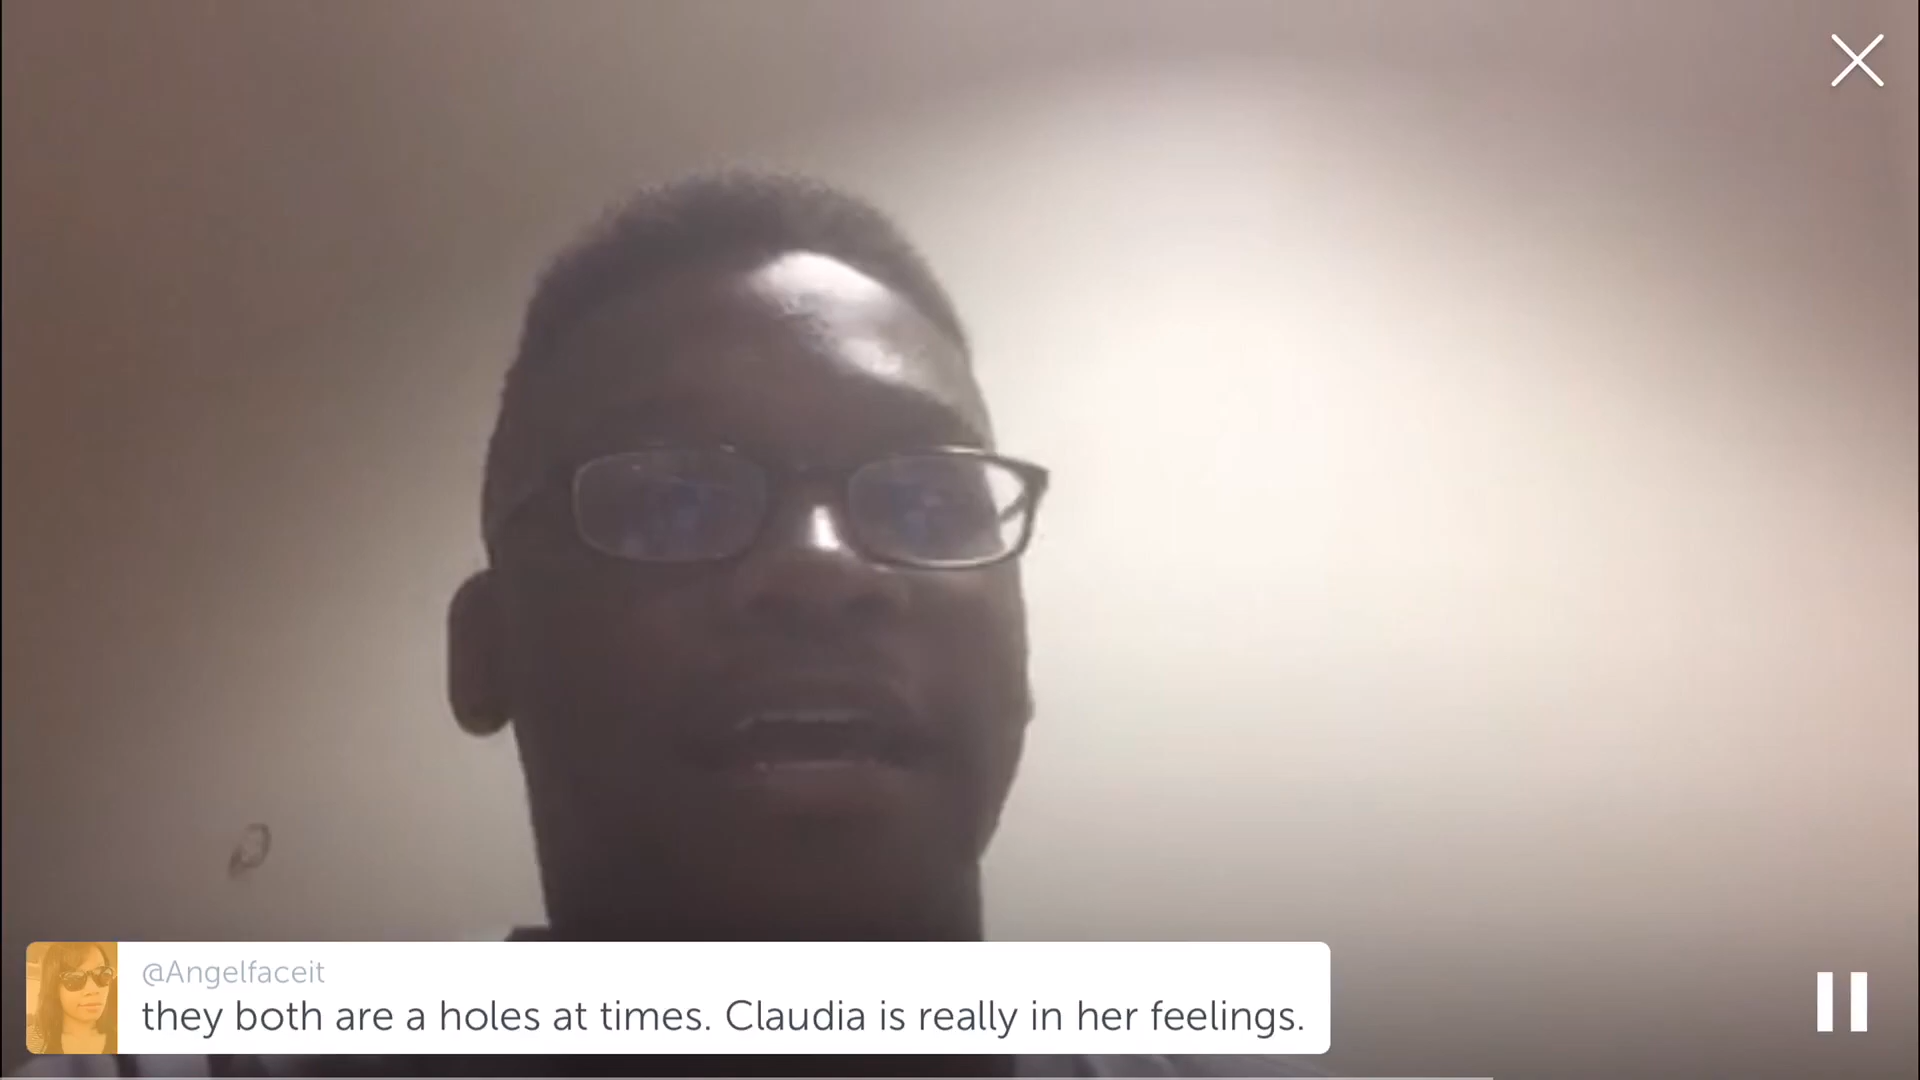 @Angelfaceit
they both are a holes at times. Claudia is really in her feelings.